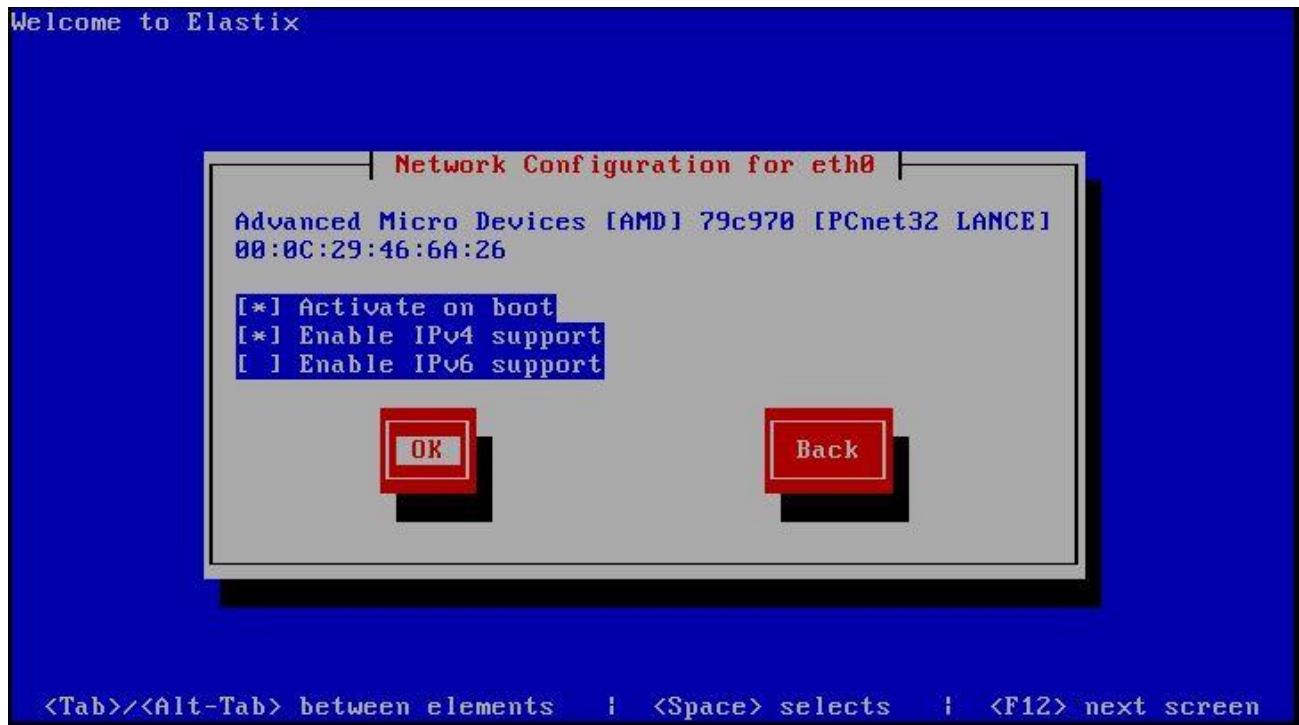 Welcome to Elastix
Network Configuration for eth0
Advanced Micro Devices [AMD] 79c970 [PCnet32 LANCE]
00:0C:29:46:6A:26
[*] Activate on boot
[*] Enable IPv4 support
[ ] Enable IPv6 support
OK Back
<Tab>/<Alt-Tab> between elements | <Space> selects | <F12> next screen